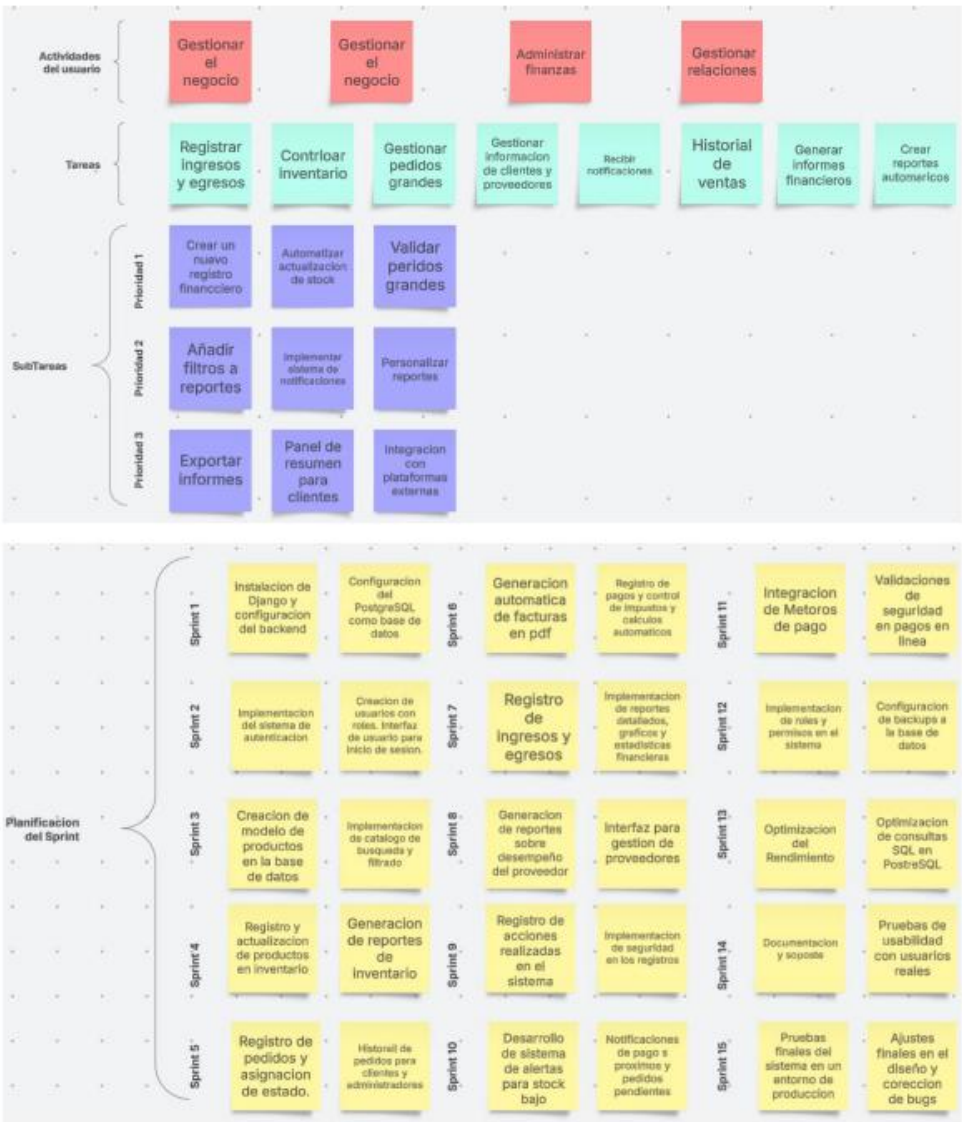 Actividades
del usuario
Gestionar
el
negocio
Gestionar
el
negocio
Administrar
finanzas
Gestionar
relaciones
Tareas
Registrar
ingresos
y egresos
Contrloar
inventario
Gestionar
pedidos
grandes
Gestionar
informacion
de clientes y
proveedores
Recibir
notificaciones
Historial
de
ventas
Generar
informes
financieros
Crear
reportes
automaricos
SubTareas
Prioridad 1
Crear un
nuevo
registro
financciero
Automatizar
actualizacion
de stock
Validar
peridos
grandes
Prioridad 2
Añadir
filtros a
reportes
Implementar
sistema de
notificaciones
Personalizar
reportes
Prioridad 3
Exportar
informes
Panel de
resumen
para
clientes
Integracion
con
plataformas
externas
Planificacion
del Sprint
Sprint 1
Instalacion de
Django y
configuracion
del backend
Configuracion
del
PostgreSQL
como base de
datos
Sprint 6
Generacion
automatica
de facturas
en pdf
Registro de
pagos y control
de impustos y
calculos
automaticos
Sprint 11
Integracion
de Metoros
de pago
Validaciones
de
seguridad
en pagos en
linea
Sprint 2
Implementacion
del sistema de
autenticacion
Creacion de
usuarios con
roles. Interfaz
de usuario para
inicio de sesion.
Sprint 7
Registro
de
ingresos y
egresos
Implementacion
de reportes
detallados,
graficos y
estadisticas
financieras
Sprint 12
Implementacion
de roles y
permisos en el
sistema
Configuracion
de backups a
la base de
datos
Sprint 3
Creacion de
modelo de
productos
en la base
de datos
Implementacion
de catalogo de
busqueda y
filtrado
Sprint 8
Generacion
de reportes
sobre
desempeño
del proveedor
Interfaz para
gestion de
proveedores
Sprint 13
Optimizacion
del
Rendimiento
Optimizacion
de consultas
SQL en
PostreSQL
Sprint 4
Registro y
actualizacion
de productos
en inventario
Generacion
de reportes
de
inventario
Sprint 9
Registro de
acciones
realizadas
en el
sistema
Implementacion
de seguridad
en los registros
Sprint 14
Documentacion
y soposte
Pruebas de
usabilidad
con usuarios
reales
Sprint 5
Registro de
pedidos y
asignacion
de estado.
Historeil de
pedidos para
clientes y
administradores
Sprint 10
Desarrollo
de sistema
de alertas
para stock
bajo
Notificaciones
de pago s
proximos y
pedidos
pendientes
Sprint 15
Pruebas
finales del
sistema en un
entorno de
produccion
Ajustes
finales en el
diseño y
coreccion
de bugs